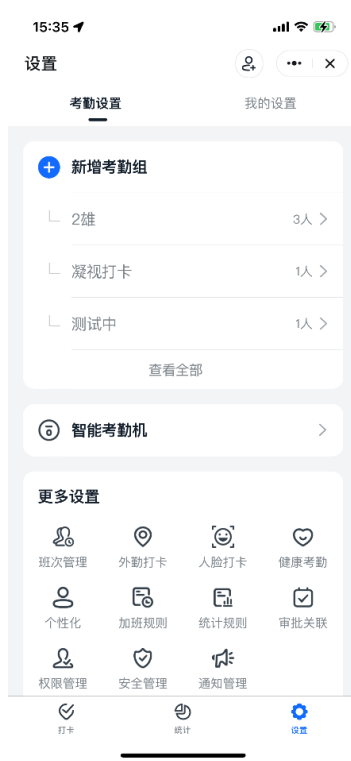 15:35
设置
考勤设置 我的设置
新增考勤组
2雄 3人
凝视打卡 1人
测试中 1人
查看全部
智能考勤机
更多设置
班次管理 外勤打卡 人脸打卡 健康考勤
个性化 加班规则 统计规则 审批关联
权限管理 安全管理 通知管理
打卡 统计 设置